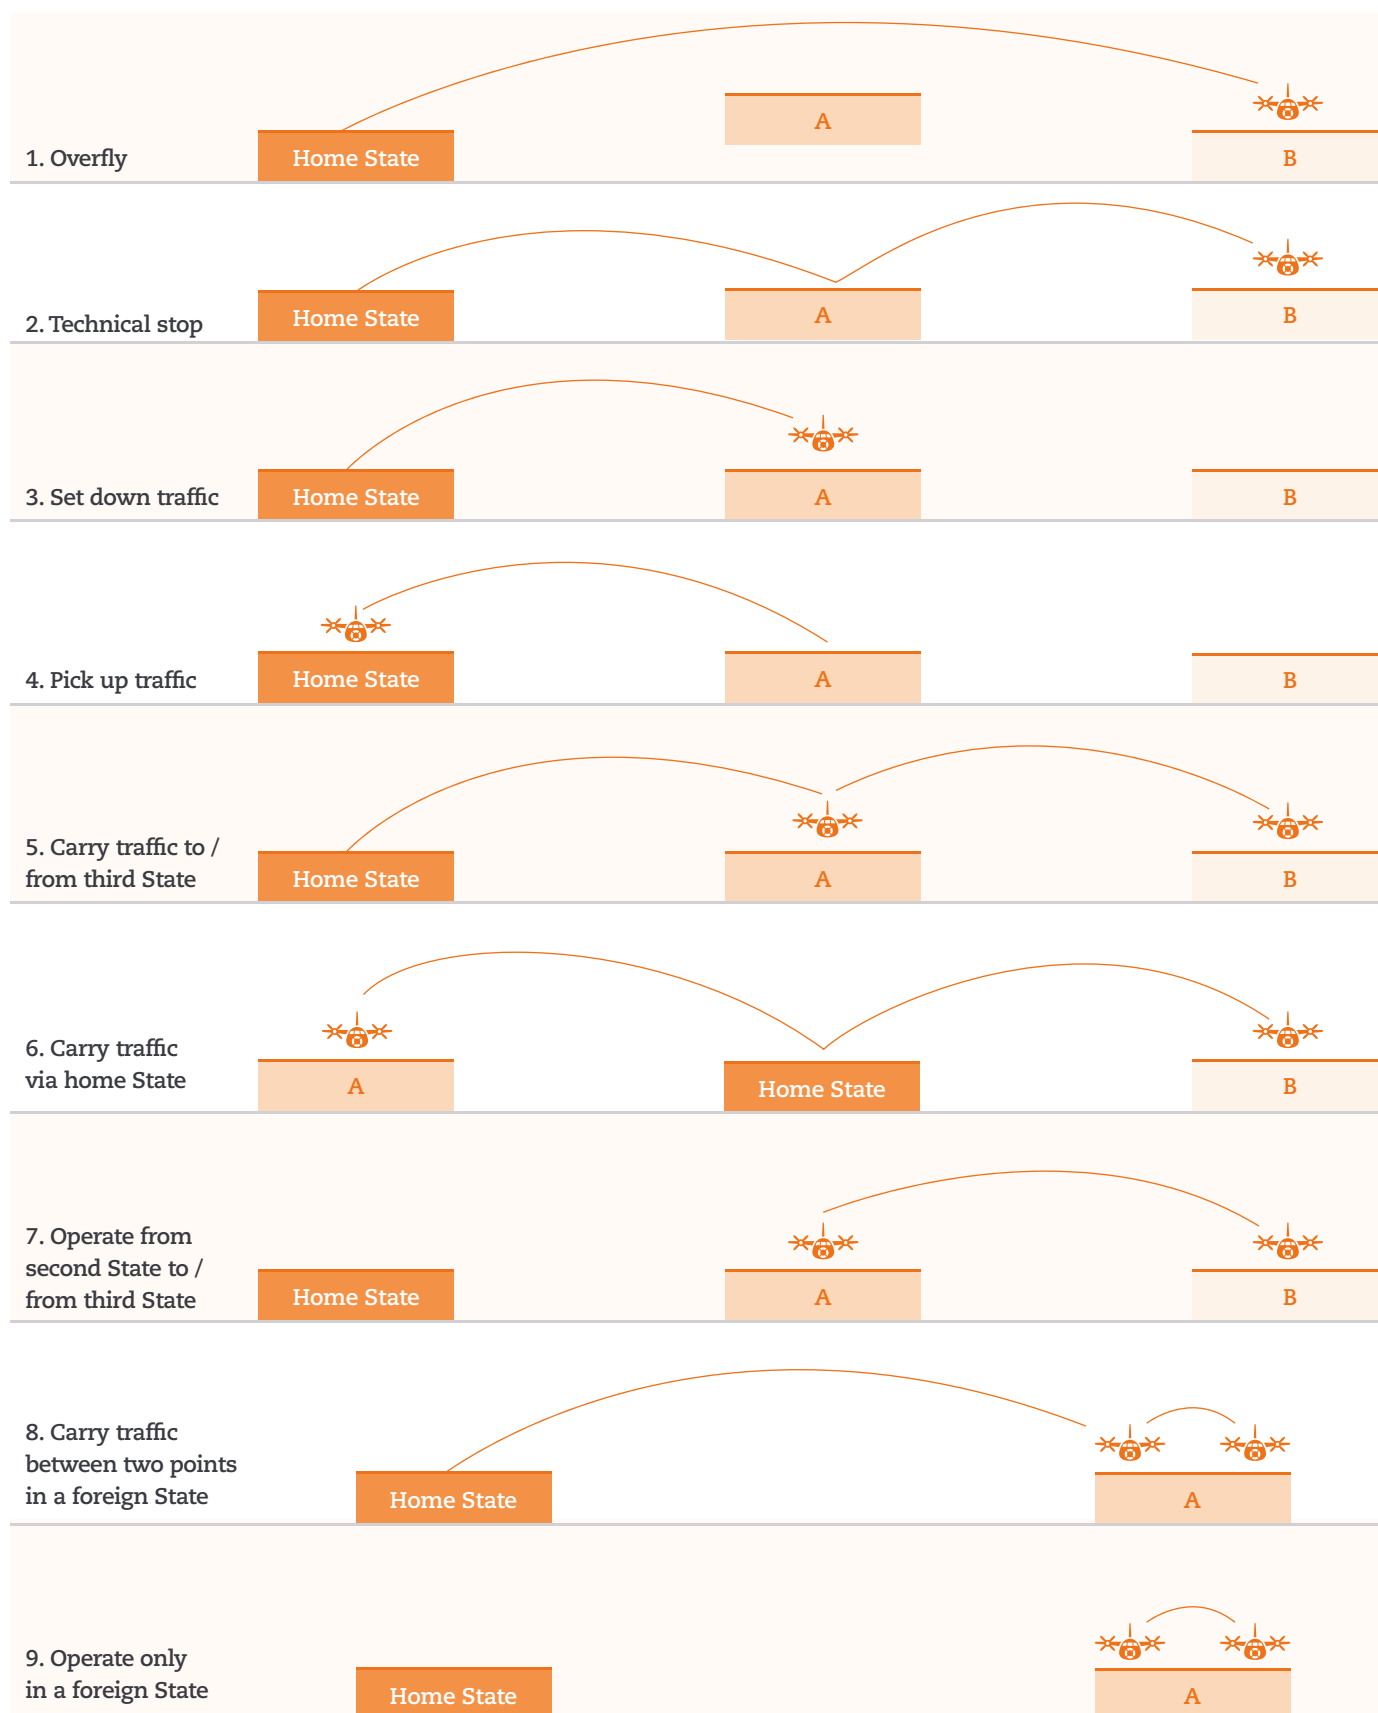 A
1. Overfly
Home State
B
2. Technical stop
Home State
A
B
3. Set down traffic
Home State
A
B
4. Pick up traffic
Home State
A
B
5. Carry traffic to /
from third State
Home State
A
B
6. Carry traffic
via home State
A
Home State
B
7. Operate from
second State to /
from third State
Home State
A
B
8. Carry traffic
between two points
in a foreign State
Home State
A
9. Operate only
in a foreign State
Home State
A